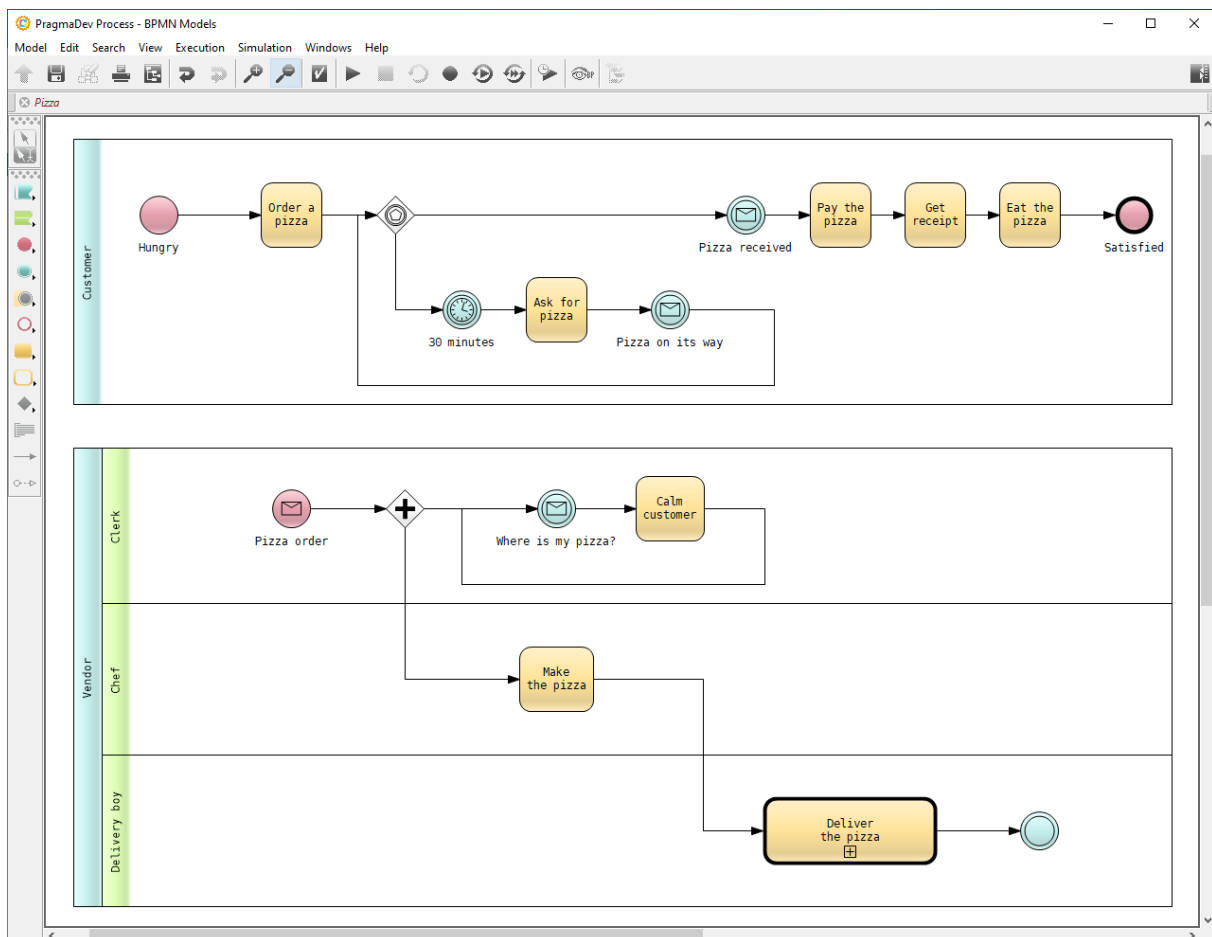 PragmaDev Process - BPMN Models
Model Edit Search View Execution Simulation Windows Help
Pizza
Customer
Hungry
Order a
pizza
Pizza received
Pay the
pizza
Get
receipt
Eat the
pizza
Satisfied
30 minutes
Ask for
pizza
Pizza on its way
Vendor
Clerk
Pizza order
Where is my pizza?
Calm
customer
Chef
Make
the pizza
Delivery boy
Deliver
the pizza